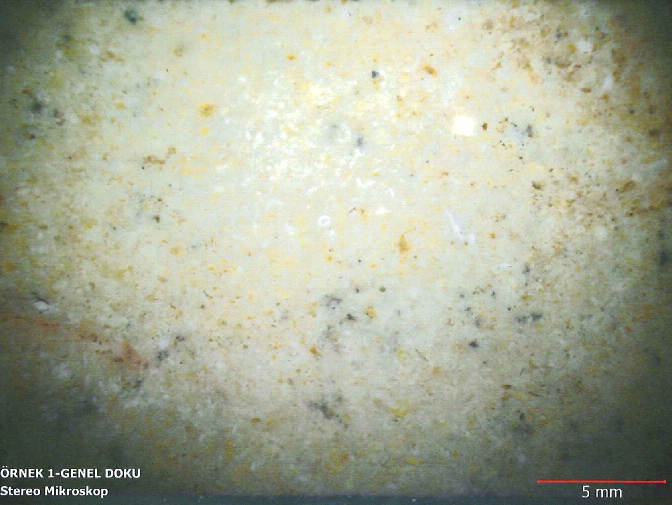 ÖRNEK 1-GENEL DOKU
Stereo Mikroskop
5 mm